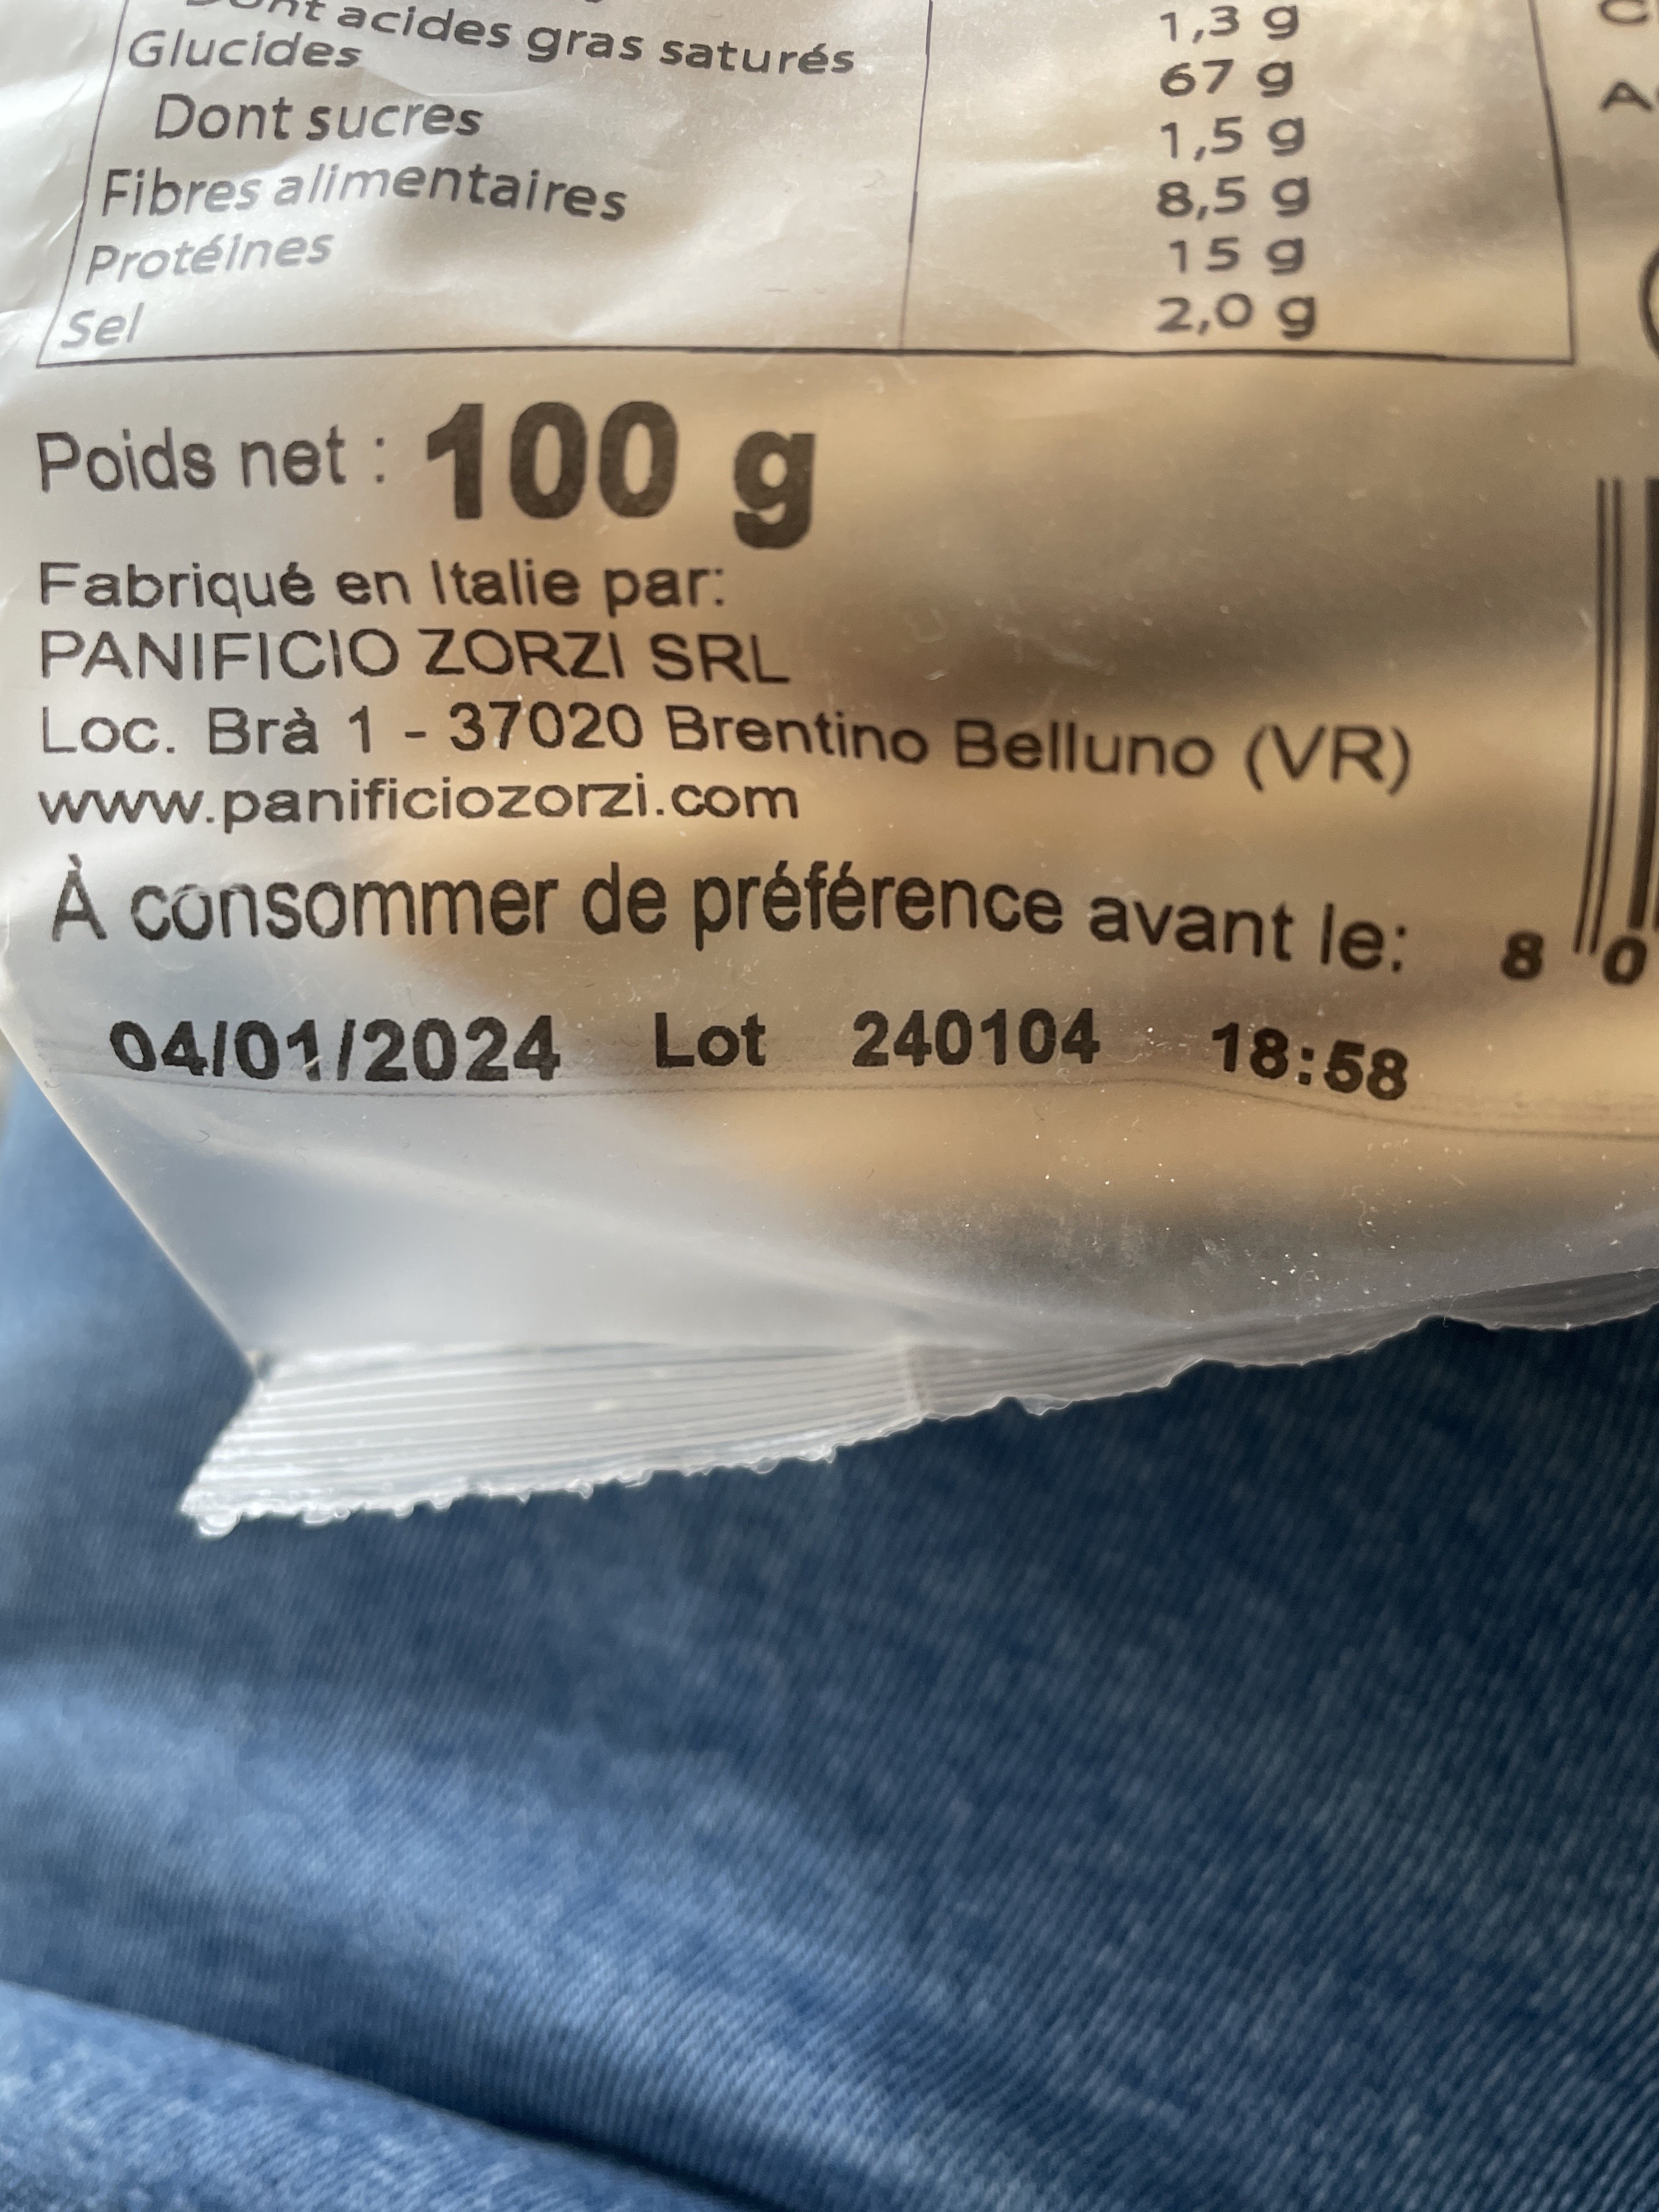 Dont acides gras saturés 1,3 g
Glucides 67 g
Dont sucres 1,5 g
Fibres alimentaires 8,5 g
Protéines 15 g
Sel 2,0 g
Poids net : 100 g
Fabriqué en Italie par:
PANIFICIO ZORZI SRL
Loc. Brà 1 - 37020 Brentino Belluno (VR)
www.panificiozorzi.com
À consommer de préférence avant le:
04/01/2024 Lot 240104 18:58
8 0